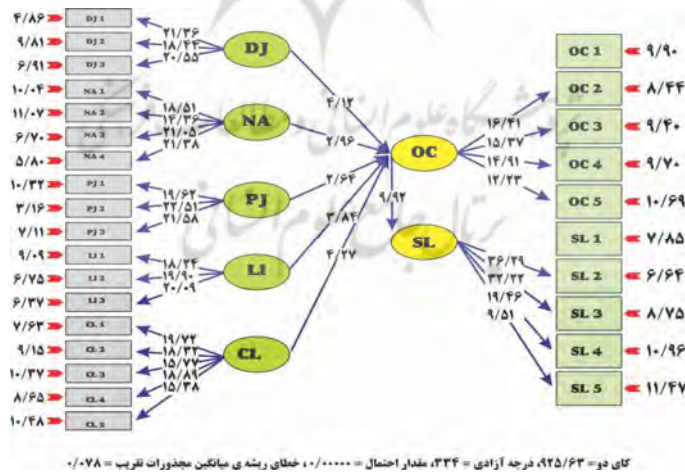 ۴/۸۶ DJ 1
۹/۸۱ DJ 2
۶/۹۱ DJ 3
۱۰/۰۴ NA 1
۱۱/۰۷ NA 2
۶/۷۰ NA 3
۵/۸۰ NA 4
۱۰/۳۲ PJ 1
۳/۱۶ PJ 2
۷/۱۱ PJ 3
۹/۰۹ LI 1
۶/۷۵ LI 2
۶/۳۷ LI 3
۷/۶۳ CL 1
۹/۱۵ CL 2
۱۰/۳۷ CL 3
۸/۶۵ CL 4
۱۰/۴۸ CL 5
۲۱/۳۶
۱۸/۴۴
۲۰/۵۵
۱۸/۵۱
۱۴/۳۶
۲۱/۰۵
۲۱/۳۸
۱۹/۶۲
۲۲/۵۱
۲۱/۵۸
۱۸/۲۴
۱۹/۹۰
۲۰/۰۹
۱۹/۷۲
۱۸/۳۲
۱۵/۷۷
۱۸/۸۹
۱۵/۳۸
DJ
NA
PJ
LI
CL
۴/۱۲
۲/۹۶
۲/۶۴
۳/۸۴
۴/۲۷
OC
۹/۹۲
SL
۱۶/۴۱
۱۵/۳۷
۱۴/۹۱
۱۲/۲۳
۳۶/۲۹
۳۲/۲۲
۱۹/۴۶
۹/۵۱
OC 1 ۹/۹۰
OC 2 ۸/۴۴
OC 3 ۹/۴۰
OC 4 ۹/۷۰
OC 5 ۱۰/۶۹
SL 1 ۷/۸۵
SL 2 ۶/۶۴
SL 3 ۸/۷۵
SL 4 ۱۰/۹۶
SL 5 ۱۱/۴۷
کای دو= ۹۲۵/۶۳، درجه آزادی = ۳۳۴، مقدار احتمال = ۰/۰۰۰۰۰، خطای ریشه ی میانگین مجذورات تقریب = ۰/۰۷۸